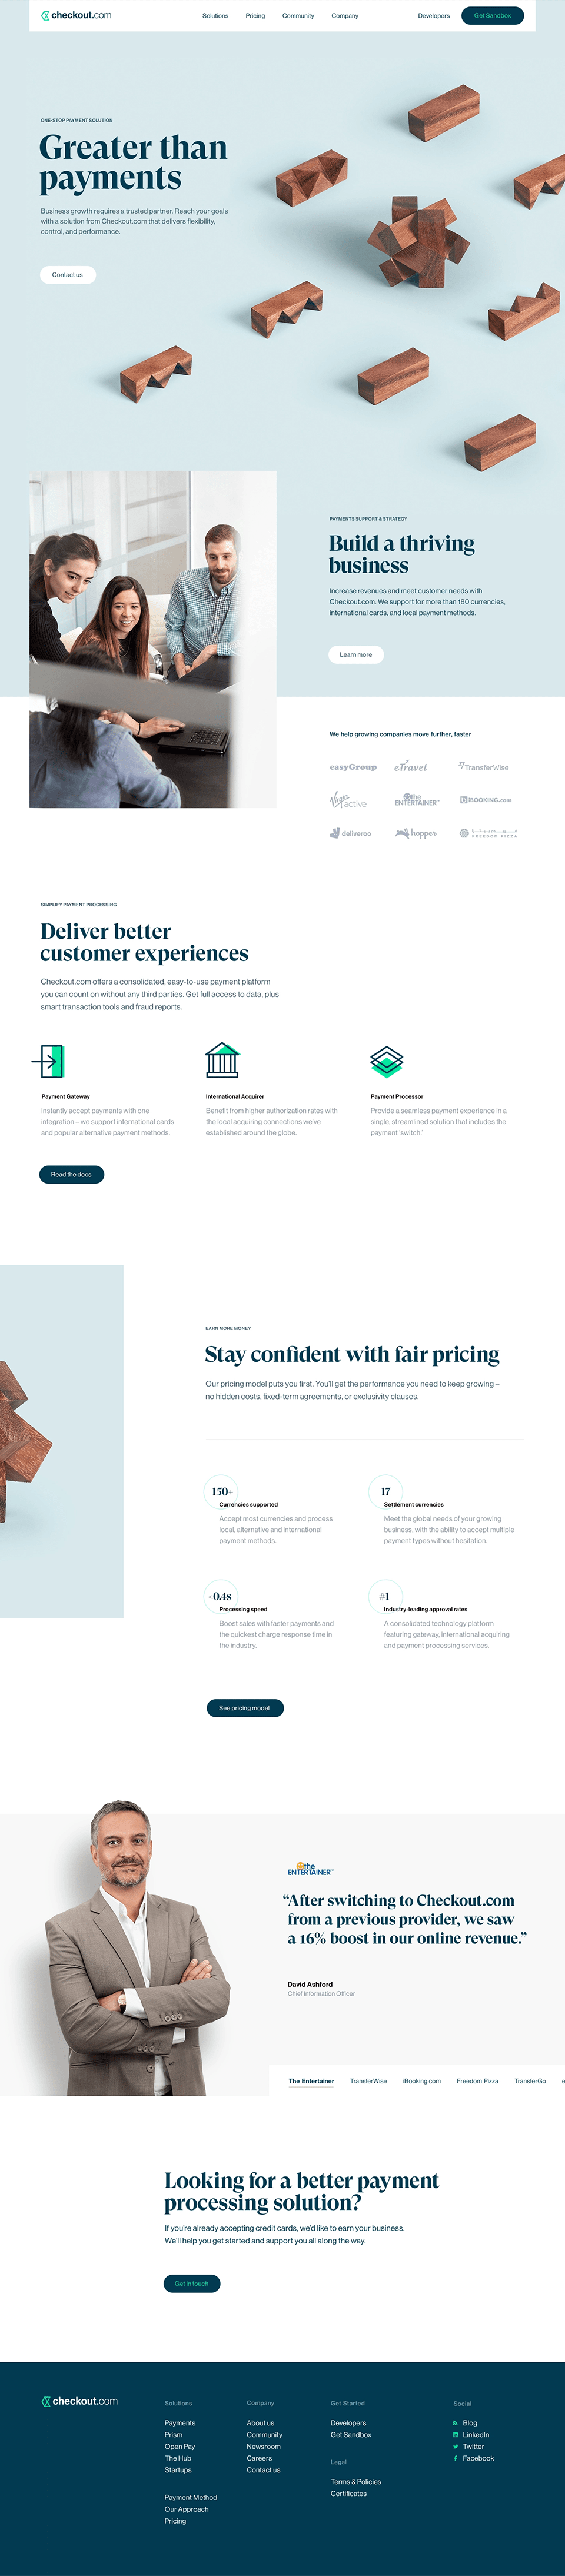 checkout.com
Solutions Pricing Community Company Developers Get Sandbox
ONE-STOP PAYMENT SOLUTION
Greater than
payments
Business growth requires a trusted partner. Reach your goals
with a solution from Checkout.com that delivers flexibility,
control, and performance.
Contact us
PAYMENTS SUPPORT & STRATEGY
Build a thriving
business
Increase revenues and meet customer needs with
Checkout.com. We support for more than 180 currencies,
international cards, and local payment methods.
Learn more
We help growing companies move further, faster
easyGroup eTravel TransferWise
Virgin active the ENTERTAINER iBOOKING.com
deliveroo hopper FREEDOM PIZZA
SIMPLIFY PAYMENT PROCESSING
Deliver better
customer experiences
Checkout.com offers a consolidated, easy-to-use payment platform
you can count on without any third parties. Get full access to data, plus
smart transaction tools and fraud reports.
Payment Gateway
Instantly accept payments with one
integration – we support international cards
and popular alternative payment methods.
International Acquirer
Benefit from higher authorization rates with
the local acquiring connections we've
established around the globe.
Payment Processor
Provide a seamless payment experience in a
single, streamlined solution that includes the
payment 'switch.'
Read the docs
EARN MORE MONEY
Stay confident with fair pricing
Our pricing model puts you first. You'll get the performance you need to keep growing –
no hidden costs, fixed-term agreements, or exclusivity clauses.
150+
Currencies supported
Accept most currencies and process
local, alternative and international
payment methods.
17
Settlement currencies
Meet the global needs of your growing
business, with the ability to accept multiple
payment types without hesitation.
<0.4s
Processing speed
Boost sales with faster payments and
the quickest charge response time in
the industry.
#1
Industry-leading approval rates
A consolidated technology platform
featuring gateway, international acquiring
and payment processing services.
See pricing model
the
ENTERTAINER™
“After switching to Checkout.com
from a previous provider, we saw
a 16% boost in our online revenue.”
David Ashford
Chief Information Officer
The Entertainer TransferWise iBooking.com Freedom Pizza TransferGo e
Looking for a better payment
processing solution?
If you're already accepting credit cards, we'd like to earn your business.
We'll help you get started and support you all along the way.
Get in touch
checkout.com
Solutions
Payments
Prism
Open Pay
The Hub
Startups
Payment Method
Our Approach
Pricing
Company
About us
Community
Newsroom
Careers
Contact us
Get Started
Developers
Get Sandbox
Legal
Terms & Policies
Certificates
Social
Blog
LinkedIn
Twitter
Facebook